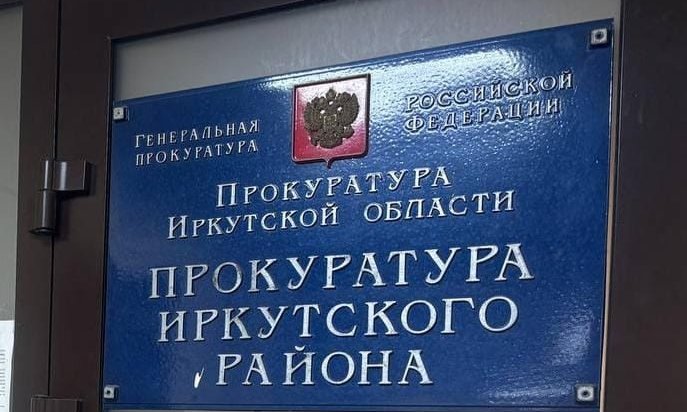 ГЕНЕРАЛЬНАЯ
ПРОКУРАТУРА
РОССИЙСКОЙ
ФЕДЕРАЦИИ
ПРОКУРАТУРА
ИРКУТСКОЙ ОБЛАСТИ
ПРОКУРАТУРА
ИРКУТСКОГО
РАЙОНА